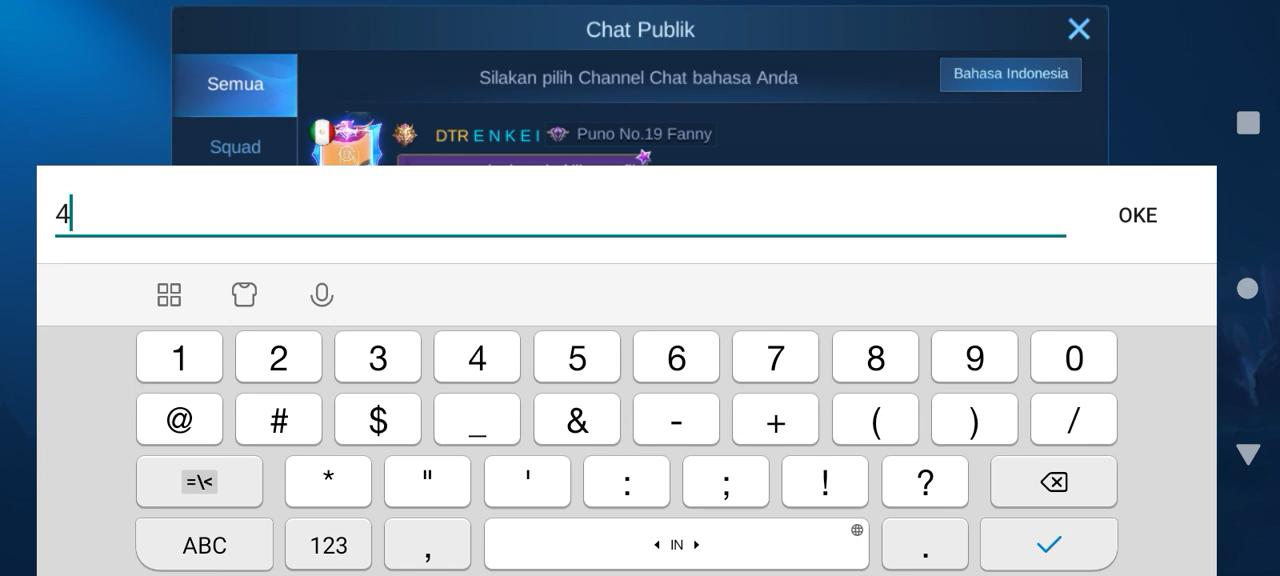 Chat Publik
Semua
Silakan pilih Channel Chat bahasa Anda
Bahasa Indonesia
Squad
DTR E N K E I Puno No.19 Fanny
4
OKE
1 2 3 4 5 6 7 8 9 0
@ # $ _ & - + ( ) /
=\< * " ' : ; ! ?
ABC 123 , IN .